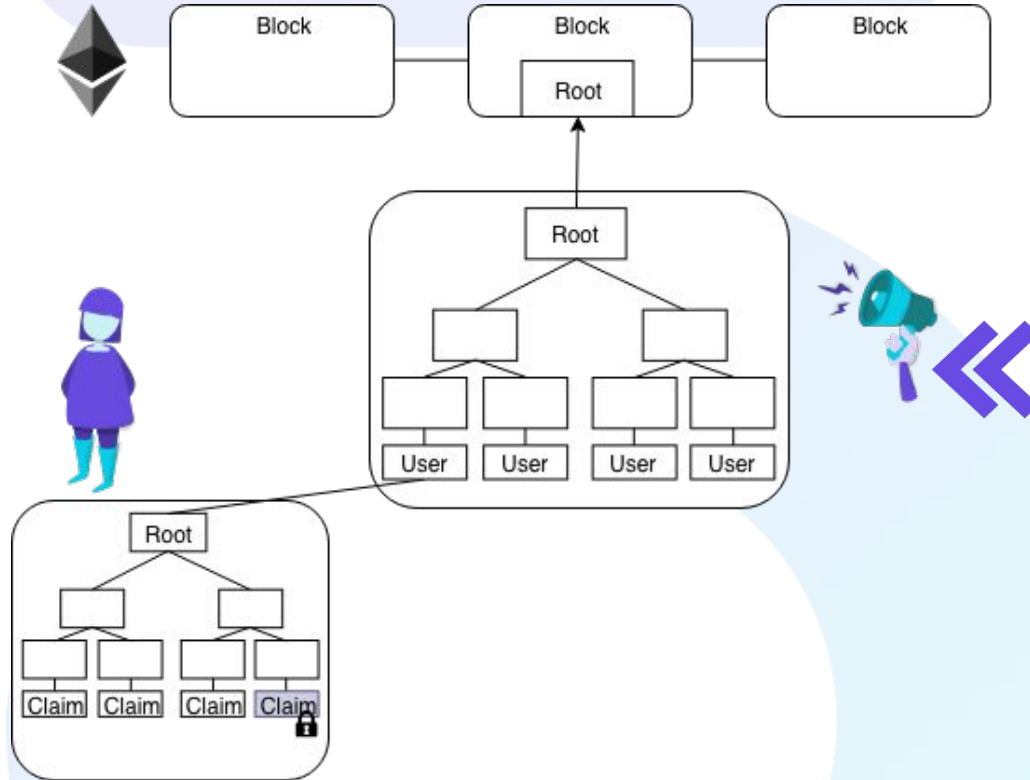 Block
Block
Block
Root
Root
User
User
User
User
Root
Claim
Claim
Claim
Claim